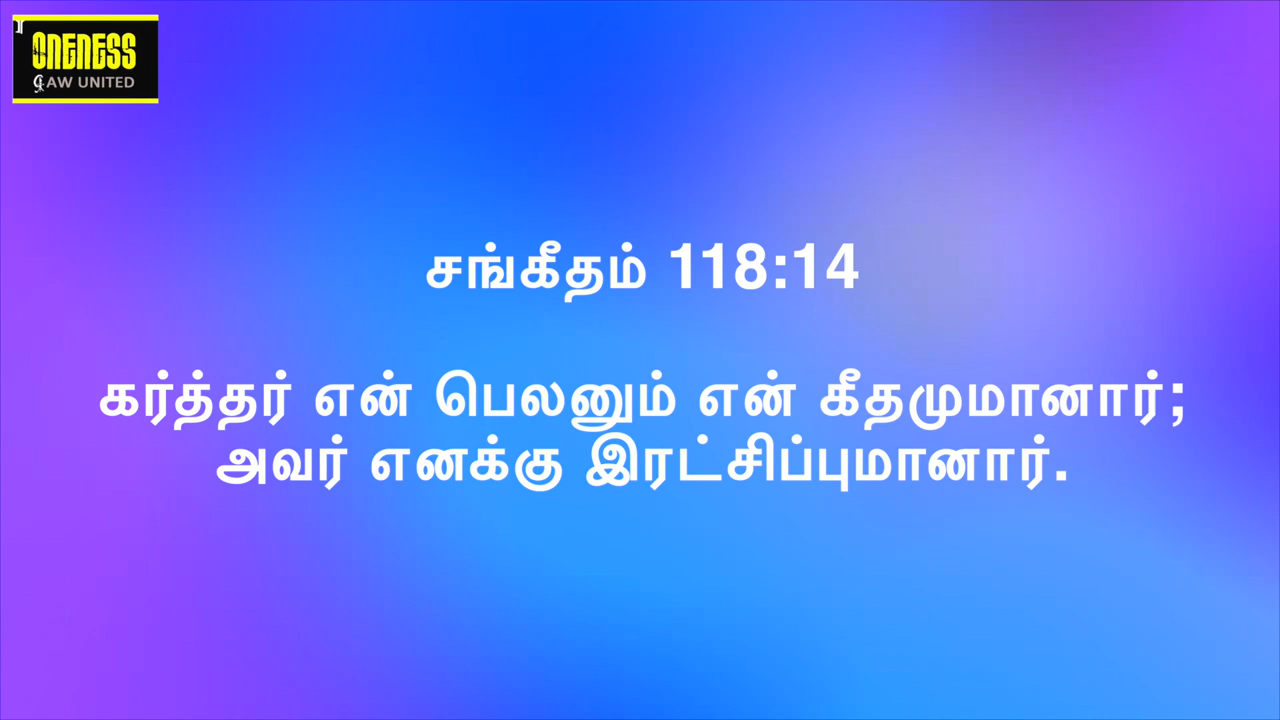 ONENESS
LAW UNITED
சங்கீதம் 118:14
கர்த்தர் என் பெலனும் என் கீதமுமானார்;
அவர் எனக்கு இரட்சிப்புமானார்.